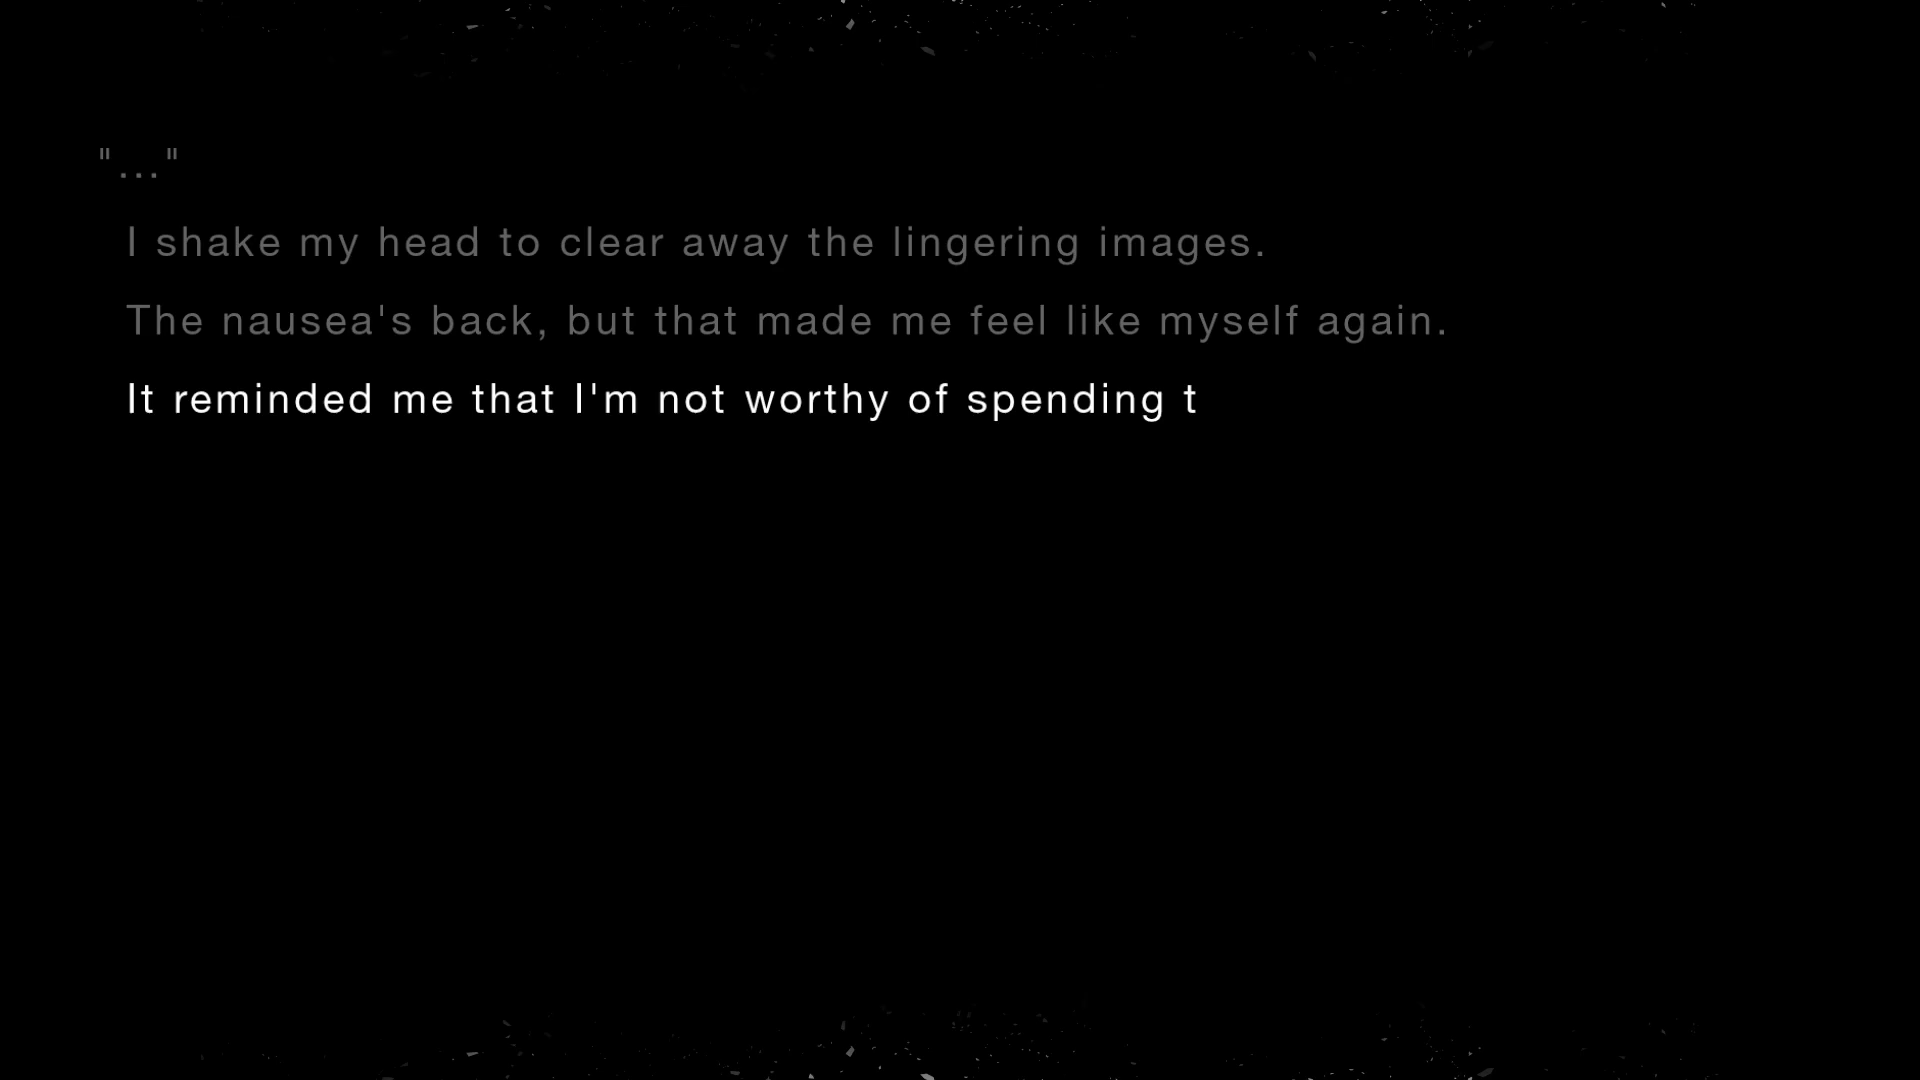 "..."
I shake my head to clear away the lingering images.
The nausea's back, but that made me feel like myself again.
It reminded me that I'm not worthy of spending t